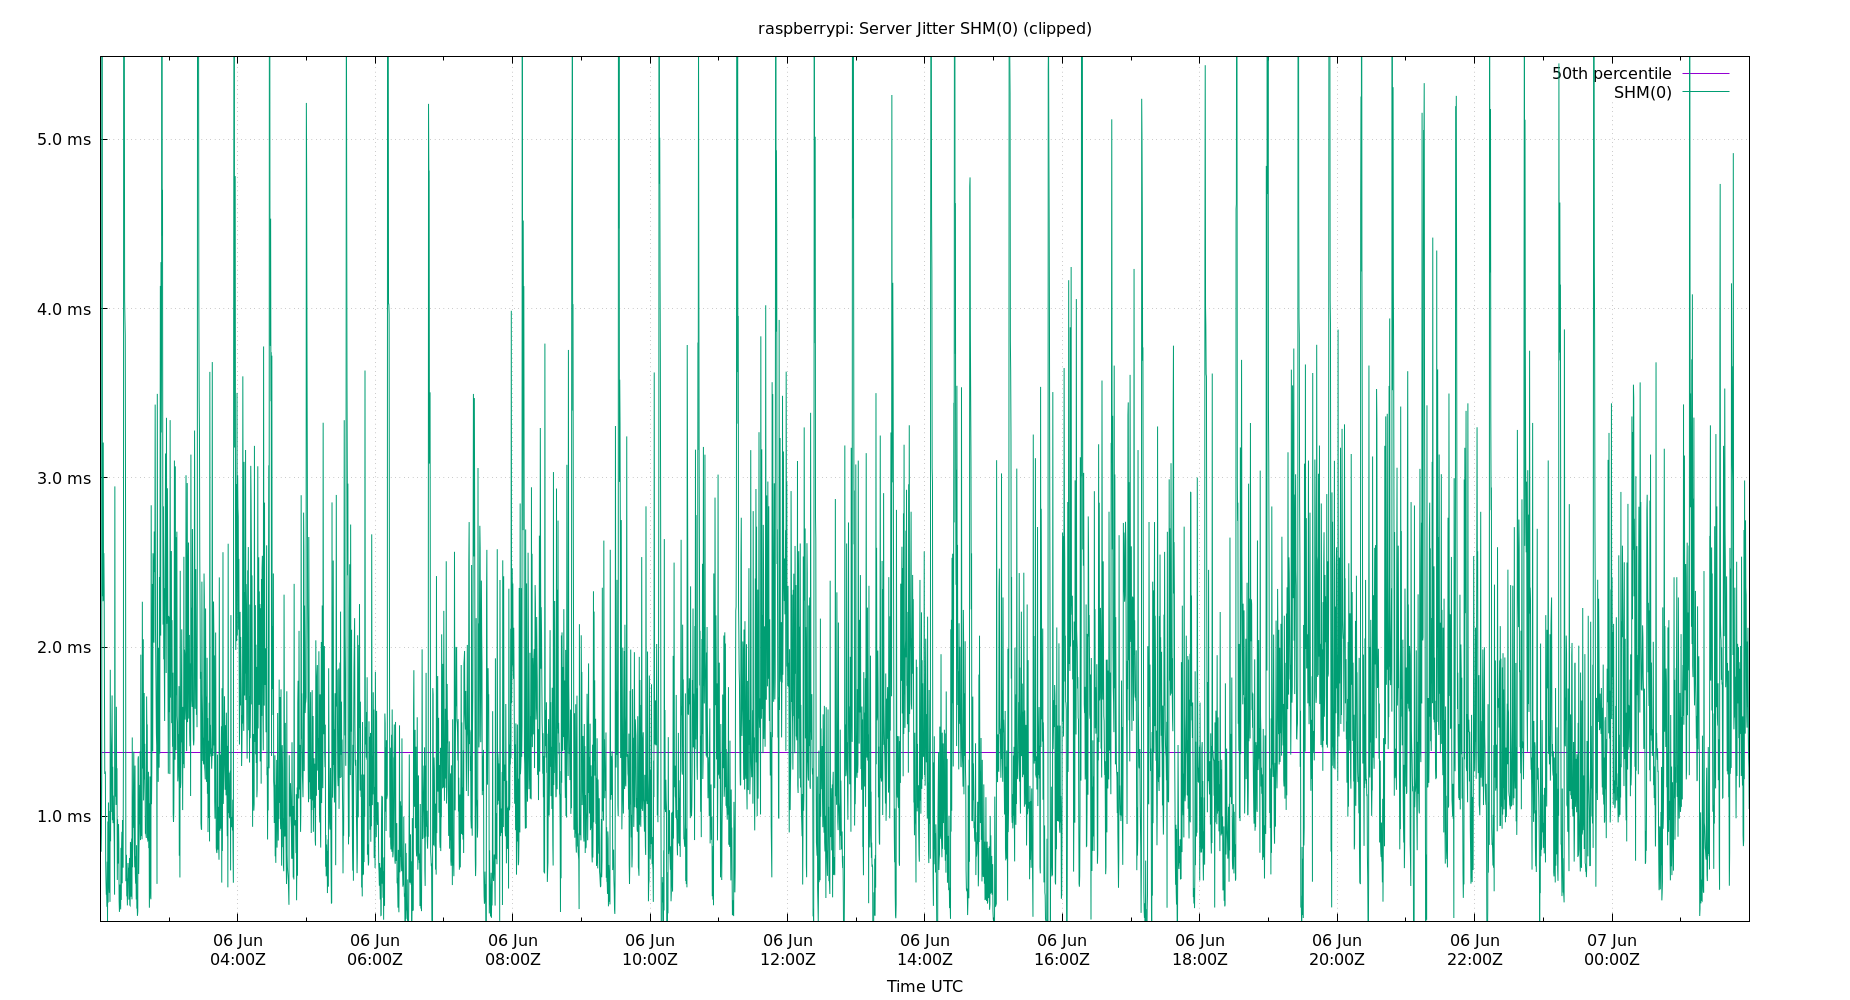 raspberrypi: Server Jitter SHM(0) (clipped)
50th percentile
SHM(0)
5.0 ms
4.0 ms
3.0 ms
2.0 ms
1.0 ms
06 Jun 06 Jun 06 Jun 06 Jun 06 Jun 06 Jun 06 Jun 06 Jun 06 Jun 06 Jun 07 Jun
04:00Z 06:00Z 08:00Z 10:00Z 12:00Z 14:00Z 16:00Z 18:00Z 20:00Z 22:00Z 00:00Z
Time UTC